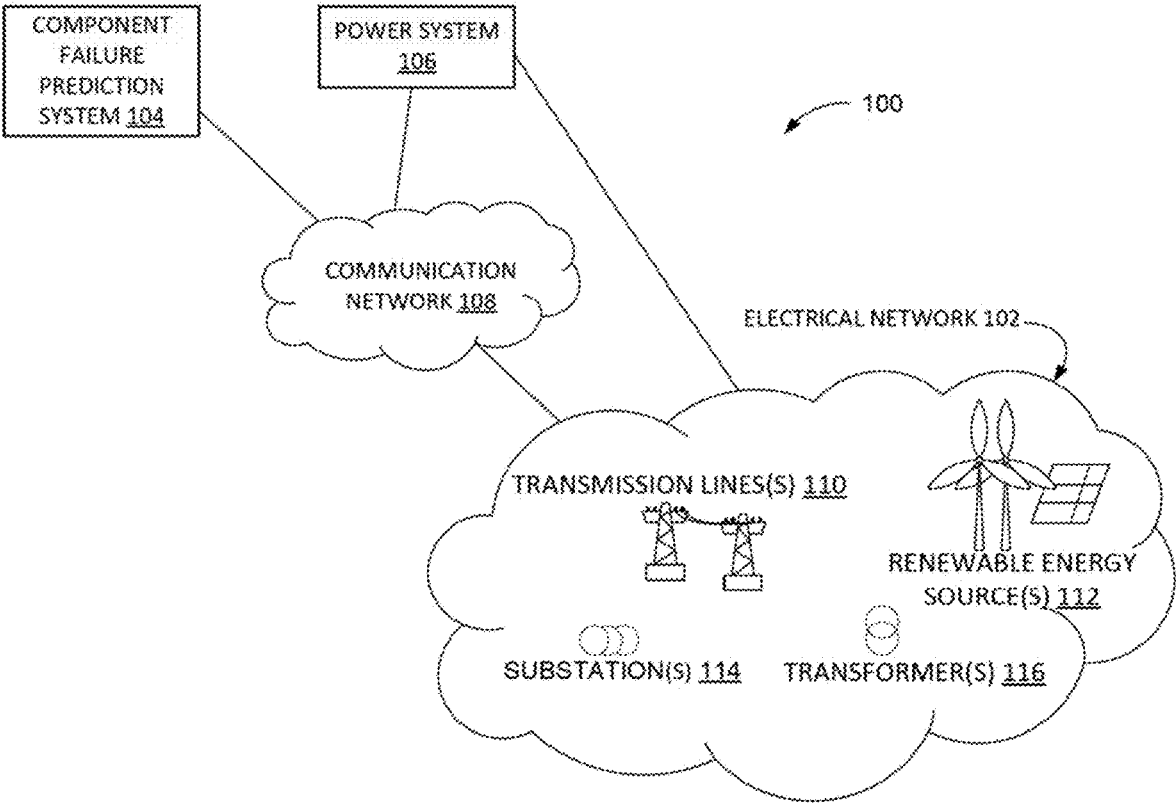 COMPONENT
FAILURE
PREDICTION
SYSTEM 104
POWER SYSTEM
106
100
COMMUNICATION
NETWORK 108
ELECTRICAL NETWORK 102
TRANSMISSION LINES(S) 110
RENEWABLE ENERGY
SOURCE(S) 112
SUBSTATION(S) 114
TRANSFORMER(S) 116